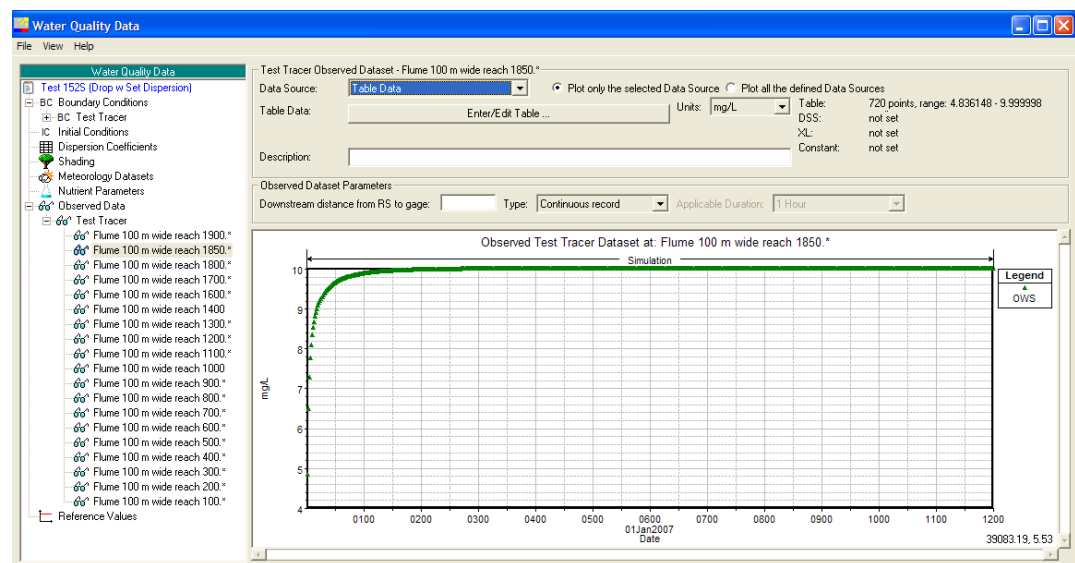 Water Quality Data
File View Help
Water Quality Data
Test 152S (Drop w Set Dispersion)
BC Boundary Conditions
BC Test Tracer
IC Initial Conditions
Dispersion Coefficients
Shading
Meteorology Datasets
Nutrient Parameters
Observed Data
Test Tracer
Flume 100 m wide reach 1900.*
Flume 100 m wide reach 1850.*
Flume 100 m wide reach 1800.*
Flume 100 m wide reach 1700.*
Flume 100 m wide reach 1600.*
Flume 100 m wide reach 1400
Flume 100 m wide reach 1300.*
Flume 100 m wide reach 1200.*
Flume 100 m wide reach 1100.*
Flume 100 m wide reach 1000
Flume 100 m wide reach 900.*
Flume 100 m wide reach 800.*
Flume 100 m wide reach 700.*
Flume 100 m wide reach 600.*
Flume 100 m wide reach 500.*
Flume 100 m wide reach 400.*
Flume 100 m wide reach 300.*
Flume 100 m wide reach 200.*
Flume 100 m wide reach 100.*
Reference Values
Test Tracer Observed Dataset - Flume 100 m wide reach 1850.*
Data Source: Table Data Plot only the selected Data Source Plot all the defined Data Sources
Table Data: Enter/Edit Table ... Units: mg/L
Table: 720 points, range: 4.836148 - 9.999998
DSS: not set
XL: not set
Constant: not set
Description:
Observed Dataset Parameters
Downstream distance from RS to gage: Type: Continuous record Applicable Duration: 1 Hour
Observed Test Tracer Dataset at: Flume 100 m wide reach 1850.*
Simulation
Legend
OWS
mg/L
10
9
8
7
6
5
4
0100 0200 0300 0400 0500 0600 0700 0800 0900 1000 1100 1200
01Jan2007
Date
39083.19, 5.53